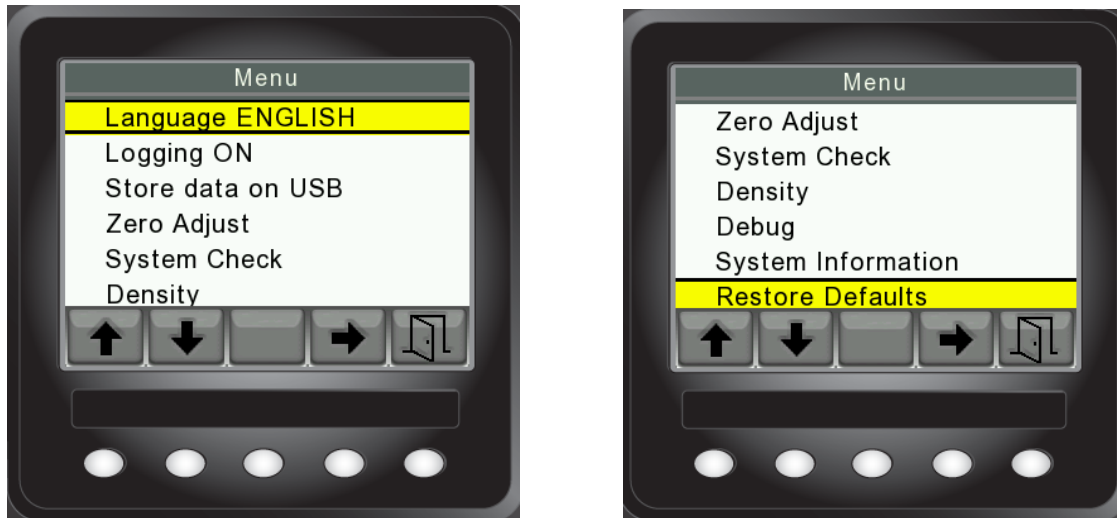 Menu
Language ENGLISH
Logging ON
Store data on USB
Zero Adjust
System Check
Density
Menu
Zero Adjust
System Check
Density
Debug
System Information
Restore Defaults